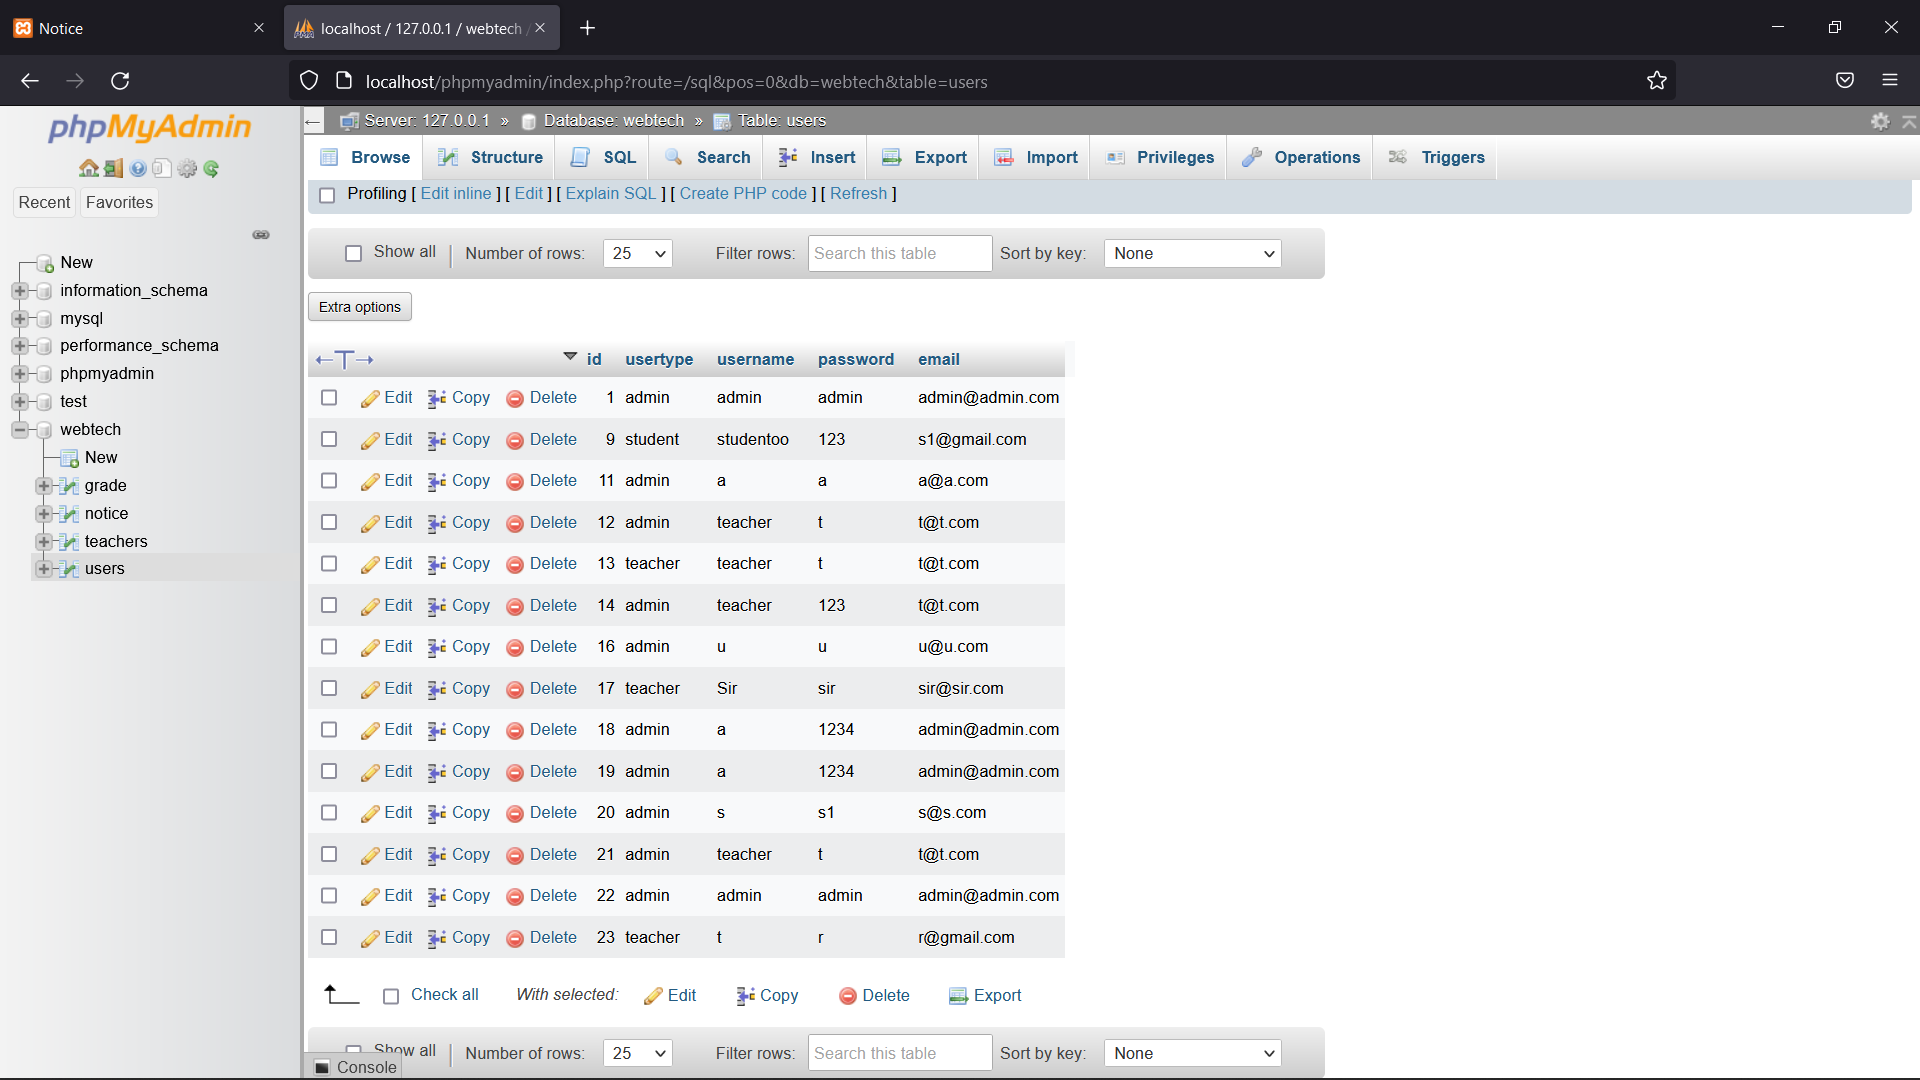 Notice
localhost / 127.0.0.1 / webtech /
localhost/phpmyadmin/index.php?route=/sql&pos=0&db=webtech&table=users
phpMyAdmin
Recent Favorites
New
information_schema
mysql
performance_schema
phpmyadmin
test
webtech
New
grade
notice
teachers
users
Server: 127.0.0.1 » Database: webtech » Table: users
Browse Structure SQL Search Insert Export Import Privileges Operations Triggers
Profiling [ Edit inline ] [ Edit ] [ Explain SQL ] [ Create PHP code ] [ Refresh ]
Show all Number of rows: 25 Filter rows: Search this table Sort by key: None
Extra options
id usertype username password email
Edit Copy Delete 1 admin admin admin admin@admin.com
Edit Copy Delete 9 student studentoo 123 s1@gmail.com
Edit Copy Delete 11 admin a a a@a.com
Edit Copy Delete 12 admin teacher t t@t.com
Edit Copy Delete 13 teacher teacher t t@t.com
Edit Copy Delete 14 admin teacher 123 t@t.com
Edit Copy Delete 16 admin u u u@u.com
Edit Copy Delete 17 teacher Sir sir sir@sir.com
Edit Copy Delete 18 admin a 1234 admin@admin.com
Edit Copy Delete 19 admin a 1234 admin@admin.com
Edit Copy Delete 20 admin s s1 s@s.com
Edit Copy Delete 21 admin teacher t t@t.com
Edit Copy Delete 22 admin admin admin admin@admin.com
Edit Copy Delete 23 teacher t r r@gmail.com
Check all With selected: Edit Copy Delete Export
Show all Number of rows: 25 Filter rows: Search this table Sort by key: None
Console